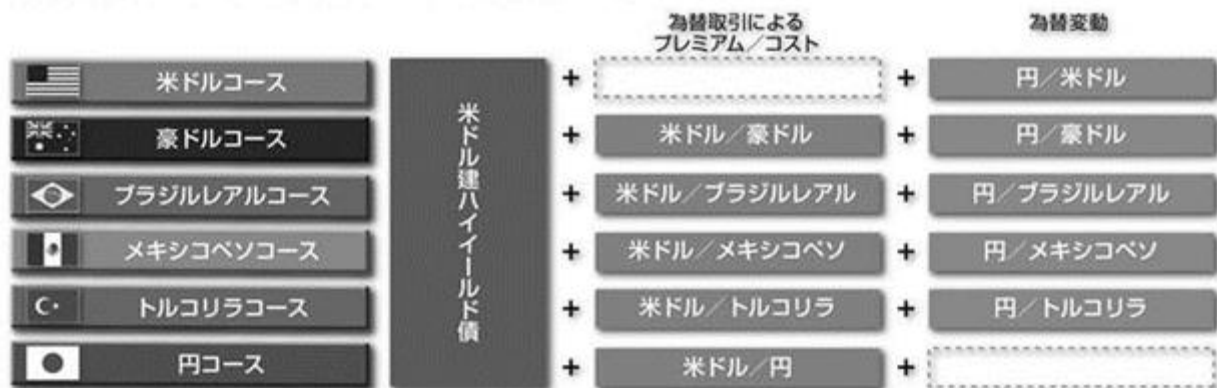 為替取引による
プレミアム/コスト
為替変動
米ドルコース
+
+
円/米ドル
豪ドルコース
+
米ドル/豪ドル
+
円/豪ドル
ブラジルレアルコース
+
米ドル/ブラジルレアル
+
円/ブラジルレアル
メキシコペソコース
+
米ドル/メキシコペソ
+
円/メキシコペソ
トルコリラコース
+
米ドル/トルコリラ
+
円/トルコリラ
円コース
+
米ドル/円
+
米ドル建ハイイールド債